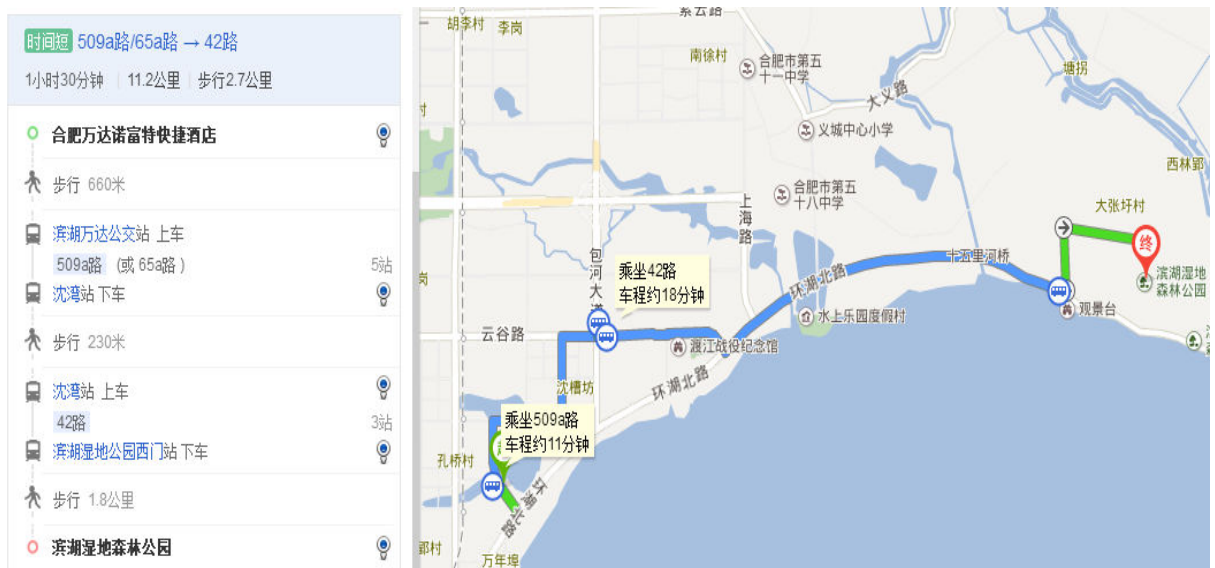 时间短 509a路/65a路 → 42路
1小时30分钟 11.2公里 步行2.7公里
合肥万达诺富特快捷酒店
步行 660米
滨湖万达公交站 上车
509a路 (或 65a路 ) 5站
沈湾站 下车
步行 230米
沈湾站 上车
42路 3站
滨湖湿地公园西门站 下车
步行 1.8公里
滨湖湿地森林公园
紫云路
胡李村
李岗
南徐村
合肥市第五
十一中学
塘拐
大义路
义城中心小学
村
西林郢
合肥市第五
十八中学
大张圩村
上海路
终
包河大道
十五里河桥
岗
乘坐42路
车程约18分钟
环湖北路
滨湖湿地
森林公园
观景台
水上乐园度假村
云谷路
渡江战役纪念馆
环湖北路
沈槽坊
乘坐509a路
车程约11分钟
孔桥村
环湖北路
郢村
万年埠